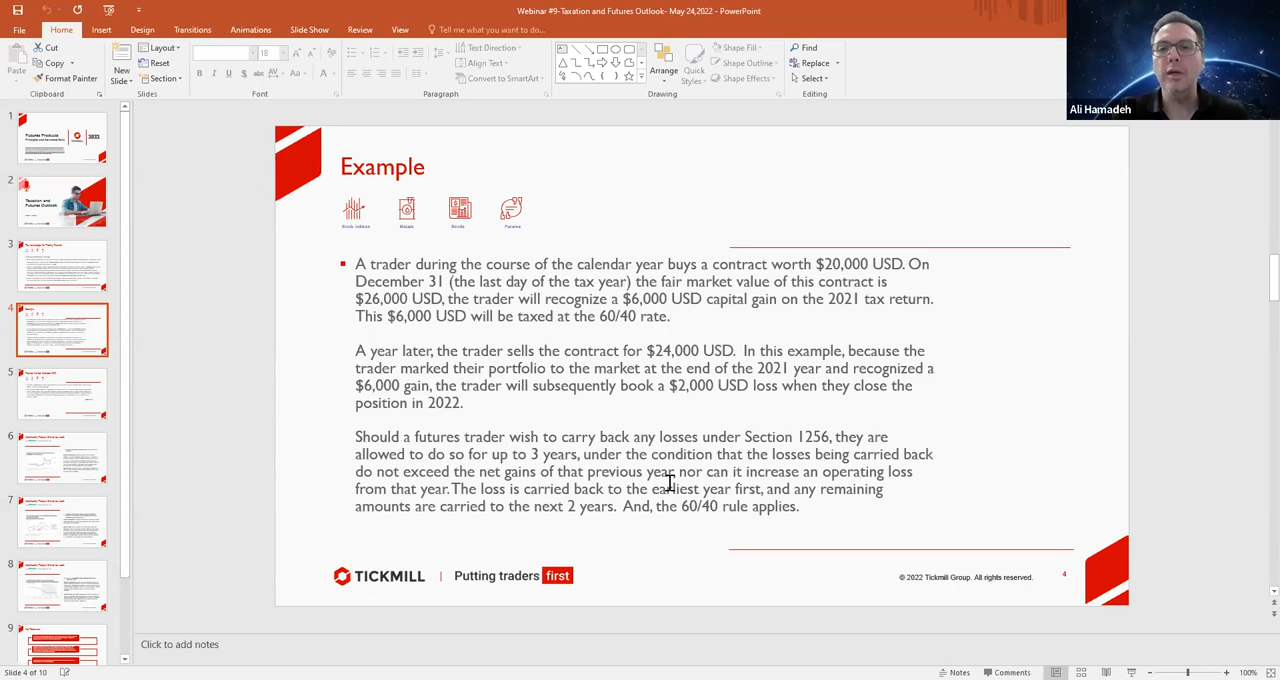 Webinar #9-Taxation and Futures Outlook- May 24,2022 - PowerPoint
File Home Insert Design Transitions Animations Slide Show Review View Tell me what you want to do...
Paste
Cut
Copy
Format Painter
Clipboard
New Slide
Layout
Reset
Section
Slides
18
B I U S abc AV Aa A
Font
Text Direction
Align Text
Convert to SmartArt
Paragraph
Arrange
Quick Styles
Shape Fill
Shape Outline
Shape Effects
Drawing
Find
Replace
Select
Editing
Ali Hamadeh
1
2
3
4
5
6
7
8
9
Example
Stock Indices Metals Bonds Futures
A trader during the course of the calendar year buys a contract worth $20,000 USD. On
December 31 (the last day of the tax year) the fair market value of this contract is
$26,000 USD, the trader will recognize a $6,000 USD capital gain on the 2021 tax return.
This $6,000 USD will be taxed at the 60/40 rate.
A year later, the trader sells the contract for $24,000 USD. In this example, because the
trader marked their portfolio to the market at the end of the 2021 year and recognized a
$6,000 gain, the trader will subsequently book a $2,000 USD loss when they close the
position in 2022.
Should a futures trader wish to carry back any losses under section 1256, they are
allowed to do so for up to 3 years, under the condition that the losses being carried back
do not exceed the net gains of that previous year, nor can it increase an operating loss
from that year. The loss is carried back to the earliest year first, and any remaining
amounts are carried to the next 2 years. And, the 60/40 rule applies.
TICKMILL | Putting traders first
© 2022 Tickmill Group. All rights reserved.
4
Click to add notes
Slide 4 of 10
Notes
Comments
100%